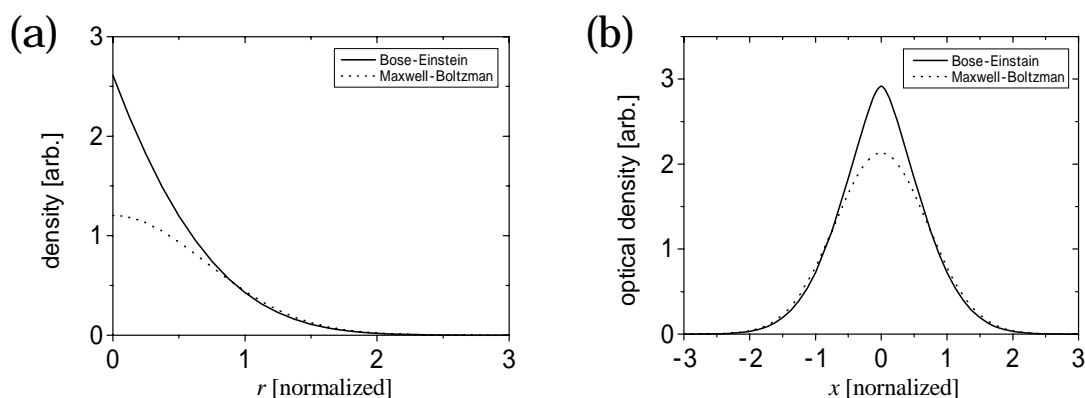 (a)
3
2
1
0
density [arb.]
Bose-Einstein
Maxwell-Boltzman
0 1 2 3
r [normalized]
(b)
3
2
1
0
optical density [arb.]
Bose-Einstain
Maxwell-Boltzman
-3 -2 -1 0 1 2 3
x [nornalized]